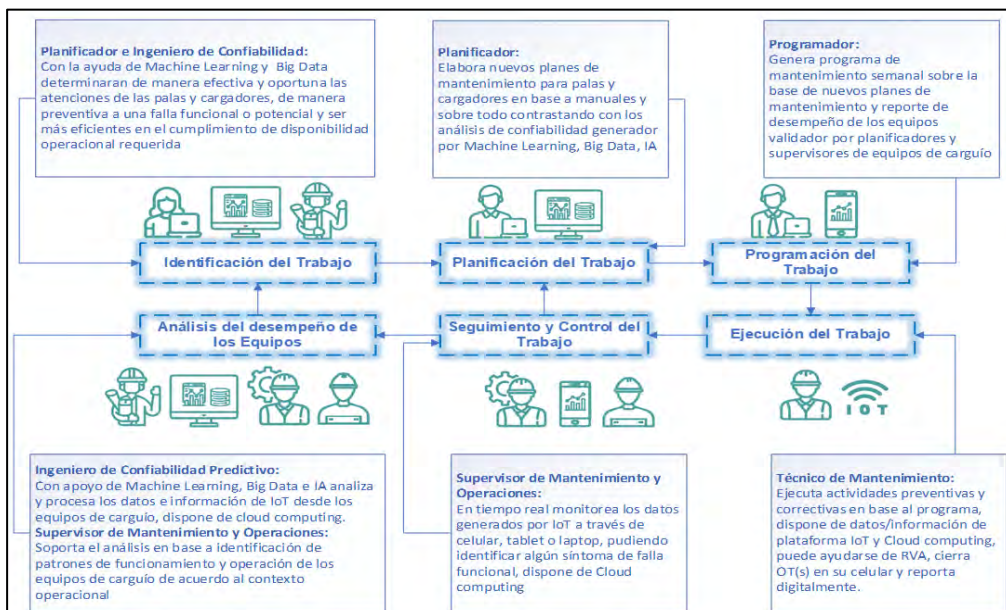 Planificador e Ingeniero de Confiabilidad:
Con la ayuda de Machine Learning y Big Data
determinaran de manera efectiva y oportuna las
atenciones de las palas y cargadores, de manera
preventiva a una falla funcional o potencial y ser
más eficientes en el cumplimiento de disponibilidad
operacional requerida
Planificador:
Elabora nuevos planes de
mantenimiento para palas y
cargadores en base a manuales y
sobre todo contrastando con los
análisis de confiabilidad generador
por Machine Learning, Big Data, IA
Programador:
Genera programa de
mantenimiento semanal sobre la
base de nuevos planes de
mantenimiento y reporte de
desempeño de los equipos
validador por planificadores y
supervisores de equipos de carguío
Identificación del Trabajo
Planificación del Trabajo
Programación del
Trabajo
Análisis del desempeño de
los Equipos
Seguimiento y Control del
Trabajo
Ejecución del Trabajo
IOT
Ingeniero de Confiabilidad Predictivo:
Con apoyo de Machine Learning, Big Data e IA analiza
y procesa los datos e información de IoT desde los
equipos de carguío, dispone de cloud computing.
Supervisor de Mantenimiento y Operaciones:
Soporta el análisis en base a identificación de
patrones de funcionamiento y operación de los
equipos de carguío de acuerdo al contexto
operacional
Supervisor de Mantenimiento y
Operaciones:
En tiempo real monitorea los datos
generados por IoT a través de
celular, tablet o laptop, pudiendo
identificar algún síntoma de falla
funcional, dispone de Cloud
computing
Técnico de Mantenimiento:
Ejecuta actividades preventivas y
correctivas en base al programa,
dispone de datos/información de
plataforma IoT y Cloud computing,
puede ayudarse de RVA, cierra
OT(s) en su celular y reporta
digitalmente.